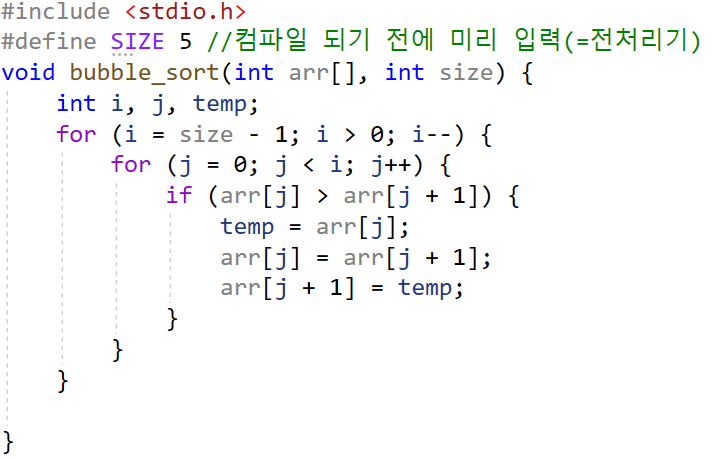 #include <stdio.h>
#define SIZE 5 //컴파일 되기 전에 미리 입력(=전처리기)
void bubble_sort(int arr[], int size) {
    int i, j, temp;
    for (i = size - 1; i > 0; i--) {
        for (j = 0; j < i; j++) {
            if (arr[j] > arr[j + 1]) {
                temp = arr[j];
                arr[j] = arr[j + 1];
                arr[j + 1] = temp;
            }
        }
    }

}